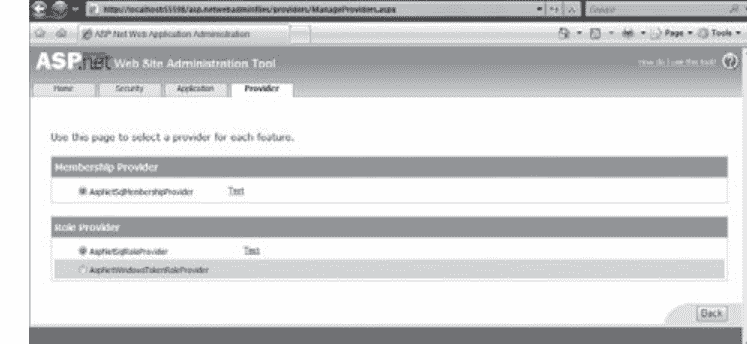 http://localhost:53598/asp.netwebadminfiles/providers/ManageProviders.aspx
Google
ASP.Net Web Application Administration
Page
Tools
ASP.net Web Site Administration Tool
How do I use this tool?
Home Security Application Provider
Use this page to select a provider for each feature.
Membership Provider
AspNetSqlMembershipProvider Test
Role Provider
AspNetSqlRoleProvider Test
AspNetWindowsTokenRoleProvider
Back